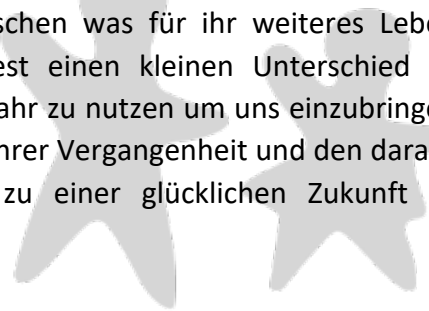 schen was für ihr weiteres Lebe
est einen kleinen Unterschied
ahr zu nutzen um uns einzubringe
hrer Vergangenheit und den dara
zu einer glücklichen Zukunft